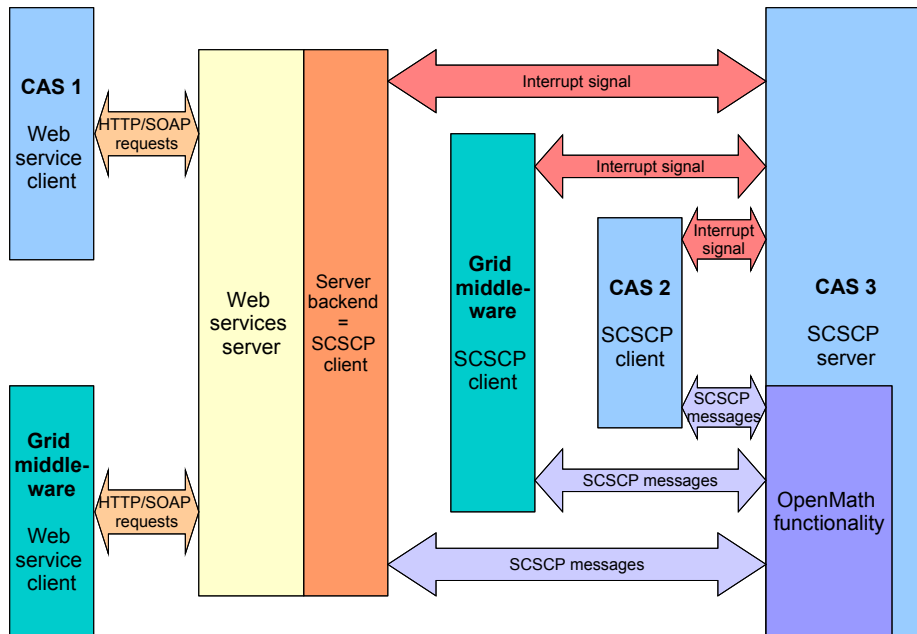 CAS 1
Web
service
client
HTTP/SOAP
requests
Grid
middle-
ware
Web
service
client
HTTP/SOAP
requests
Web
services
server
Server
backend
=
SCSCP
client
Interrupt signal
Interrupt signal
Interrupt
signal
Grid
middle-
ware
SCSCP
client
CAS 2
SCSCP
client
CAS 3
SCSCP
server
SCSCP
messages
SCSCP messages
SCSCP messages
OpenMath
functionality